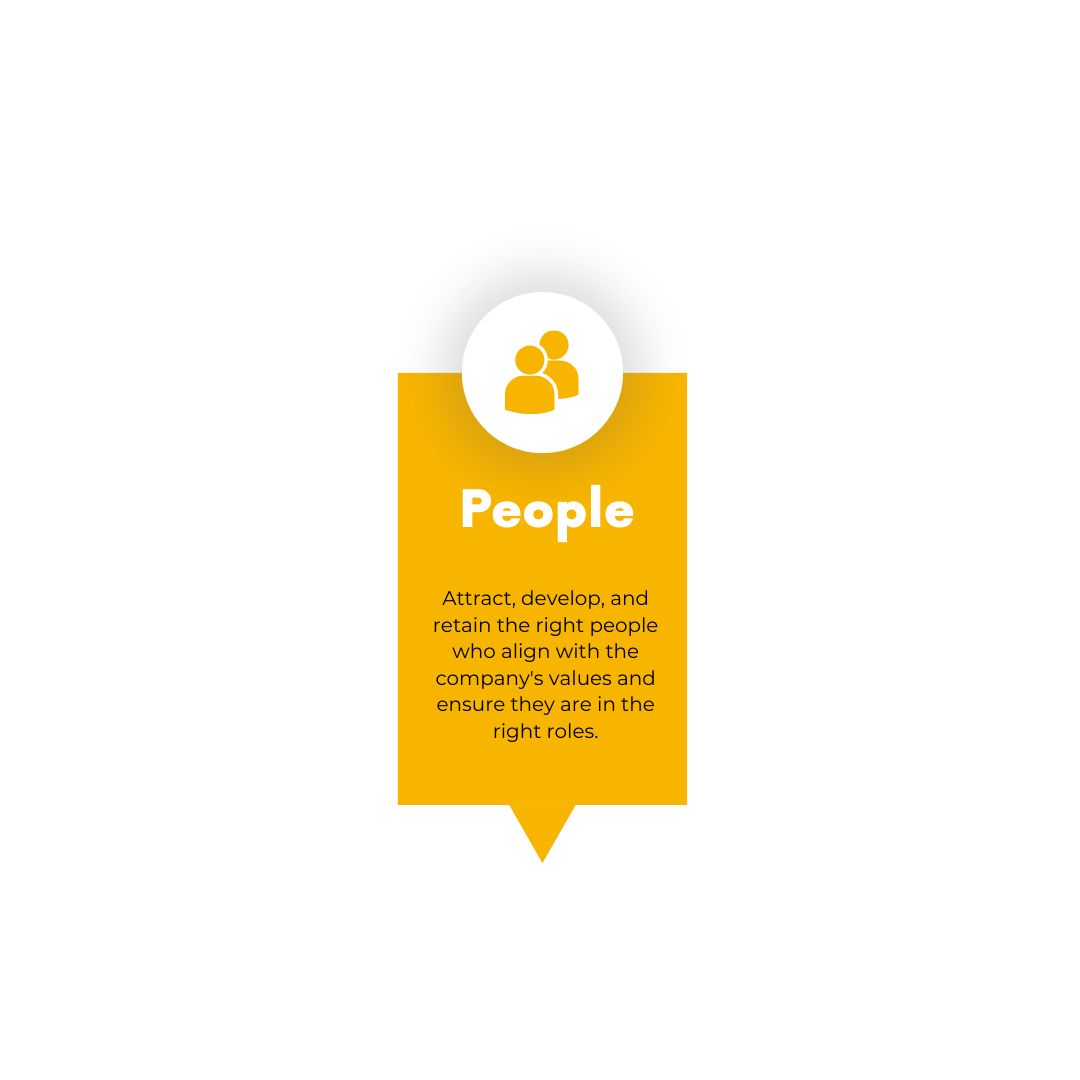 People
Attract, develop, and
retain the right people
who align with the
company's values and
ensure they are in the
right roles.